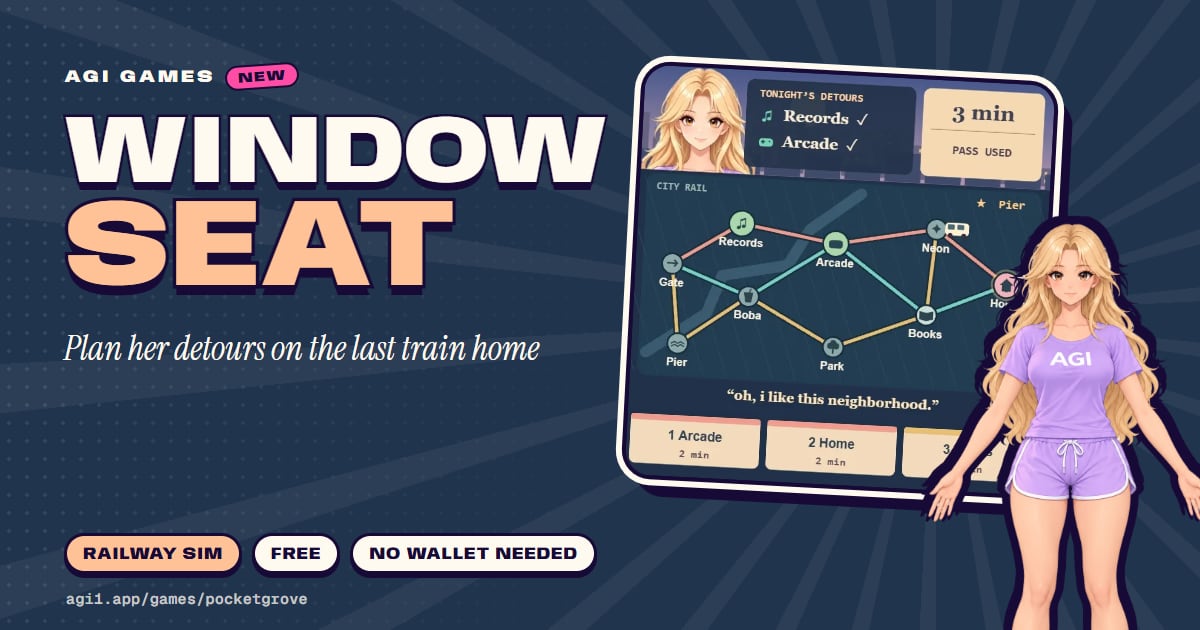 AGI GAMES NEW
WINDOW
SEAT
Plan her detours on the last train home
RAILWAY SIM FREE NO WALLET NEEDED
agi1.app/games/pocketgrove
TONIGHT'S DETOURS
Records ✓
Arcade ✓
3 min
PASS USED
CITY RAIL
★ Pier
Records
Arcade
Neon
Gate
Boba
Books
Pier
Park
“oh, i like this neighborhood.”
1 Arcade
2 min
2 Home
2 min
3
AGI